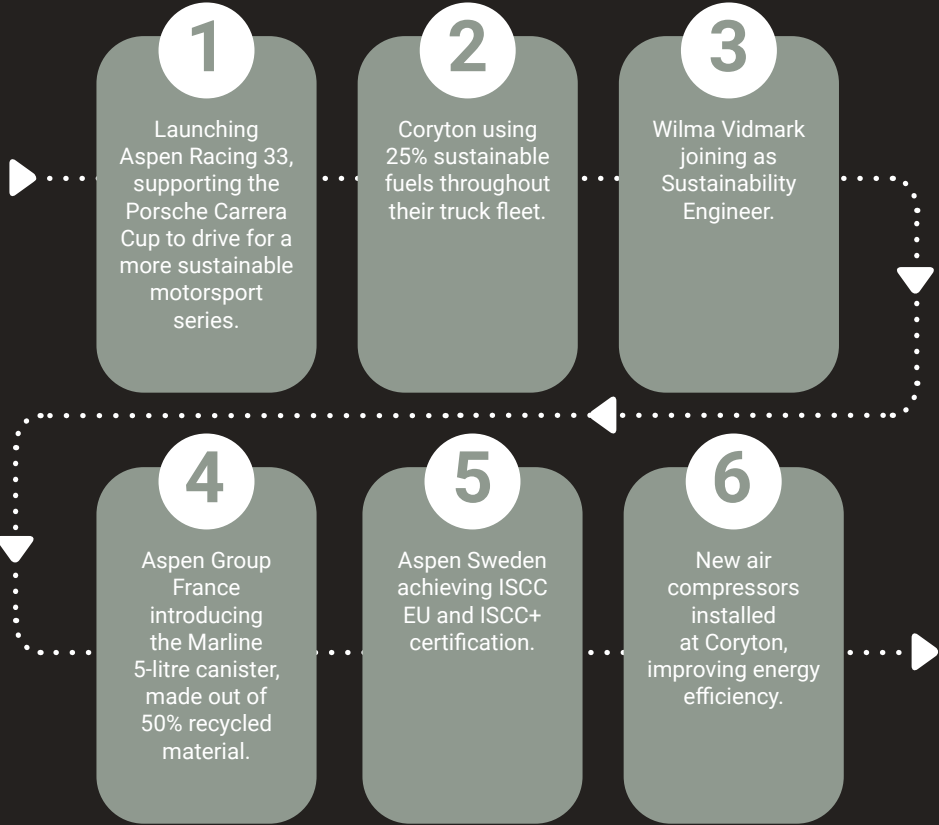 1
Launching
Aspen Racing 33,
supporting the
Porsche Carrera
Cup to drive for a
more sustainable
motorsport
series.
2
Coryton using
25% sustainable
fuels throughout
their truck fleet.
3
Wilma Vidmark
joining as
Sustainability
Engineer.
4
Aspen Group
France
introducing
the Marline
5-litre canister,
made out of
50% recycled
material.
5
Aspen Sweden
achieving ISCC
EU and ISCC+
certification.
6
New air
compressors
installed
at Coryton,
improving energy
efficiency.